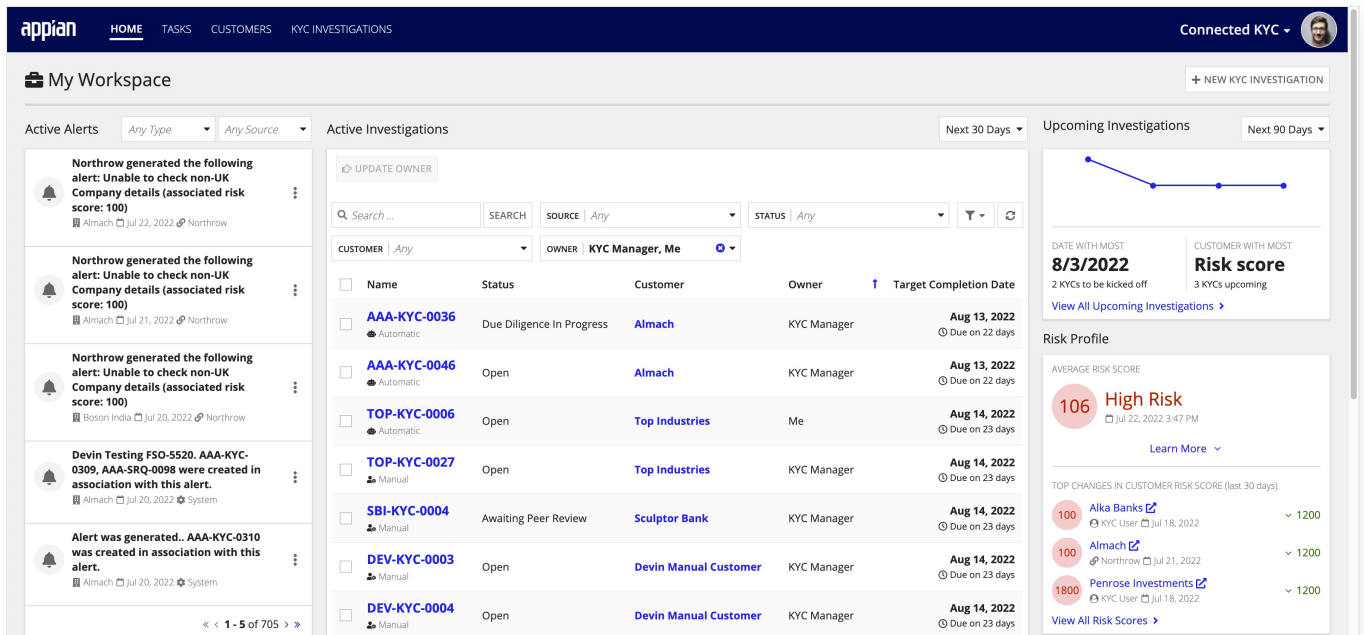 appian
HOME TASKS CUSTOMERS KYC INVESTIGATIONS
Connected KYC
My Workspace
+ NEW KYC INVESTIGATION
Active Alerts
Any Type
Any Source
Northrow generated the following
alert: Unable to check non-UK
Company details (associated risk
score: 100)
Almach Jul 22, 2022 Northrow
Northrow generated the following
alert: Unable to check non-UK
Company details (associated risk
score: 100)
Almach Jul 21, 2022 Northrow
Northrow generated the following
alert: Unable to check non-UK
Company details (associated risk
score: 100)
Boson India Jul 20, 2022 Northrow
Devin Testing FSO-5520. AAA-KYC-
0309, AAA-SRQ-0098 were created in
association with this alert.
Almach Jul 20, 2022 System
Alert was generated.. AAA-KYC-0310
was created in association with this
alert.
Almach Jul 20, 2022 System
« < 1 - 5 of 705 > »
Active Investigations
Next 30 Days
UPDATE OWNER
Search ...
SEARCH
SOURCE | Any
STATUS | Any
CUSTOMER | Any
OWNER | KYC Manager, Me
Name Status Customer Owner ↑ Target Completion Date
AAA-KYC-0036 Due Diligence In Progress Almach KYC Manager Aug 13, 2022
Automatic Due on 22 days
AAA-KYC-0046 Open Almach KYC Manager Aug 13, 2022
Automatic Due on 22 days
TOP-KYC-0006 Open Top Industries Me Aug 14, 2022
Automatic Due on 23 days
TOP-KYC-0027 Open Top Industries KYC Manager Aug 14, 2022
Manual Due on 23 days
SBI-KYC-0004 Awaiting Peer Review Sculptor Bank KYC Manager Aug 14, 2022
Manual Due on 23 days
DEV-KYC-0003 Open Devin Manual Customer KYC Manager Aug 14, 2022
Manual Due on 23 days
DEV-KYC-0004 Open Devin Manual Customer KYC Manager Aug 14, 2022
Manual Due on 23 days
Upcoming Investigations
Next 90 Days
DATE WITH MOST
8/3/2022
2 KYCs to be kicked off
CUSTOMER WITH MOST
Risk score
3 KYCs upcoming
View All Upcoming Investigations >
Risk Profile
AVERAGE RISK SCORE
106 High Risk
Jul 22, 2022 3:47 PM
Learn More
TOP CHANGES IN CUSTOMER RISK SCORE (last 30 days)
100 Alka Banks 1200
KYC User Jul 18, 2022
100 Almach 1200
Northrow Jul 21, 2022
1800 Penrose Investments 1200
KYC User Jul 18, 2022
View All Risk Scores >